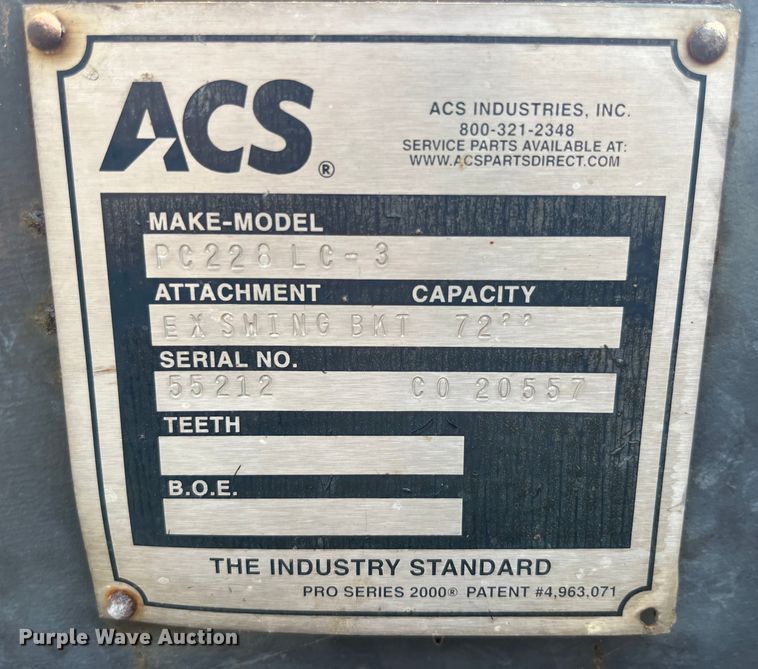 ACS®
ACS INDUSTRIES, INC.
800-321-2348
SERVICE PARTS AVAILABLE AT:
WWW.ACSPARTSDIRECT.COM
MAKE-MODEL
PC228LC-3
ATTACHMENT CAPACITY
EX SWING BKT 72"
SERIAL NO.
55212 CO 20557
TEETH
B.O.E.
THE INDUSTRY STANDARD
PRO SERIES 2000® PATENT #4,963,071
Purple Wave Auction